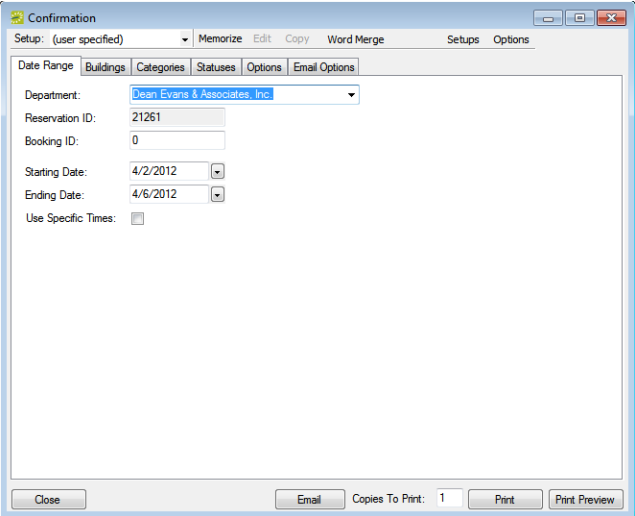 Confirmation
Setup: (user specified) Memorize Edit Copy Word Merge Setups Options
Date Range Buildings Categories Statuses Options Email Options
Department: Dean Evans & Associates, Inc.
Reservation ID: 21261
Booking ID: 0
Starting Date: 4/2/2012
Ending Date: 4/6/2012
Use Specific Times:
Close Email Copies To Print: 1 Print Print Preview